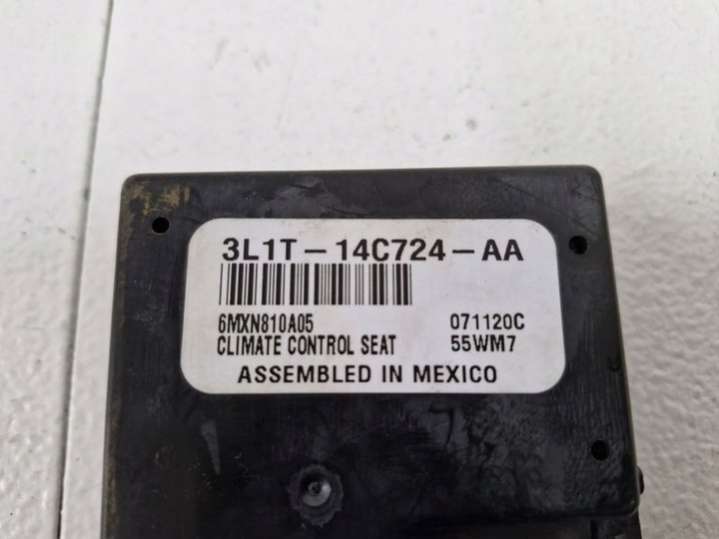 3L1T-14C724-AA
6MXN810A05 071120C
CLIMATE CONTROL SEAT 55WM7
ASSEMBLED IN MEXICO